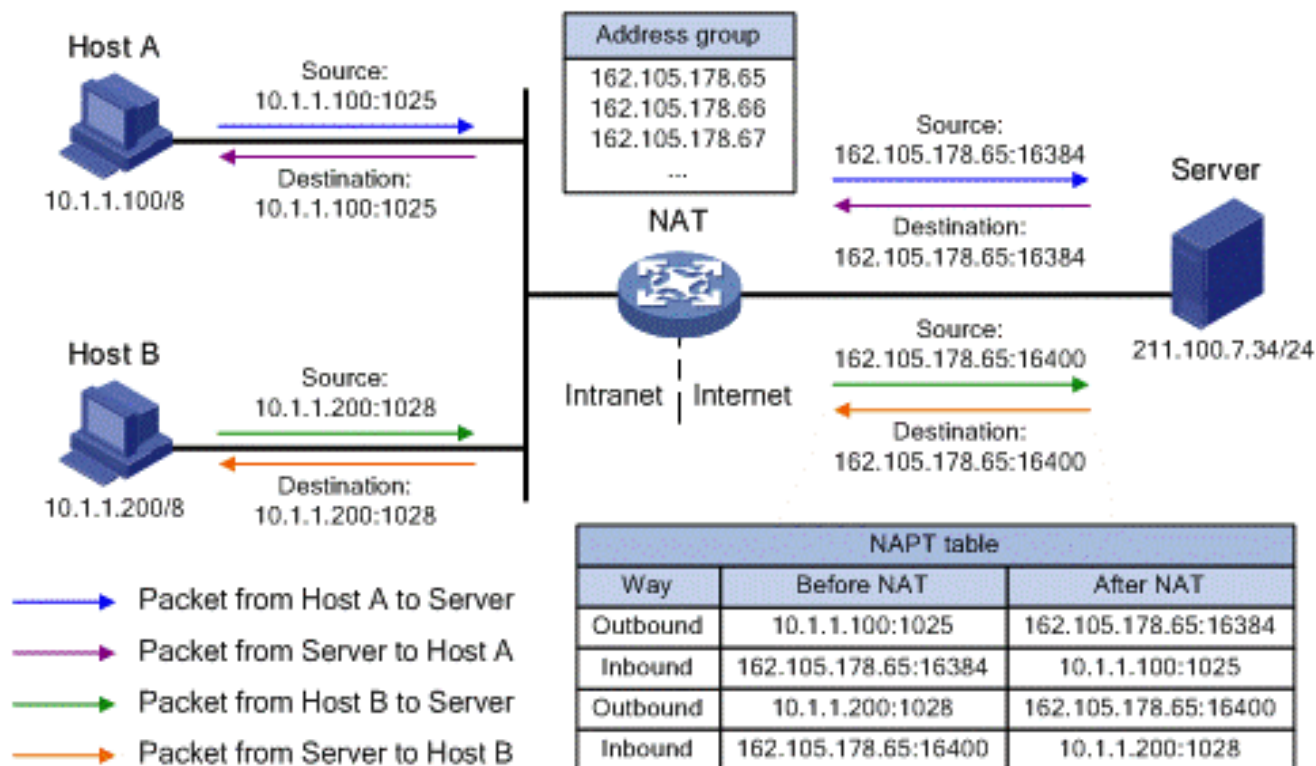 Host A
Source:
10.1.1.100:1025
Destination:
10.1.1.100:1025
10.1.1.100/8
Address group
162.105.178.65
162.105.178.66
162.105.178.67
...
NAT
Source:
162.105.178.65:16384
Destination:
162.105.178.65:16384
Server
211.100.7.34/24
Host B
Source:
10.1.1.200:1028
Destination:
10.1.1.200:1028
10.1.1.200/8
Intranet
Internet
Source:
162.105.178.65:16400
Destination:
162.105.178.65:16400
Packet from Host A to Server
Packet from Server to Host A
Packet from Host B to Server
Packet from Server to Host B
NAPT table
Way Before NAT After NAT
Outbound 10.1.1.100:1025 162.105.178.65:16384
Inbound 162.105.178.65:16384 10.1.1.100:1025
Outbound 10.1.1.200:1028 162.105.178.65:16400
Inbound 162.105.178.65:16400 10.1.1.200:1028